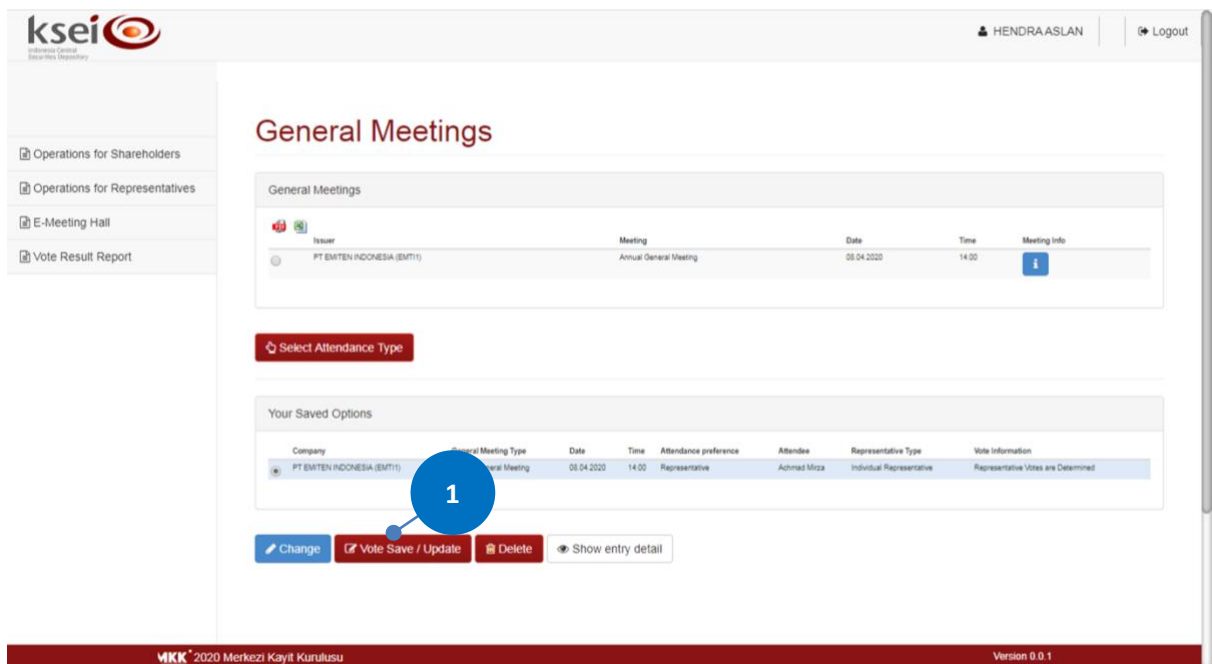 ksei
Indonesia Central
Securities Depository
HENDRA ASLAN
Logout
Operations for Shareholders
Operations for Representatives
E-Meeting Hall
Vote Result Report
General Meetings
General Meetings
Issuer Meeting Date Time Meeting Info
PT EMITEN INDONESIA (EMTI1) Annual General Meeting 08.04.2020 14:00 i
Select Attendance Type
Your Saved Options
Company General Meeting Type Date Time Attendance preference Attendee Representative Type Vote Information
PT EMITEN INDONESIA (EMTI1) Meeting 08.04.2020 14:00 Representative Achmad Mirza Individual Representative Representative Votes are Determined
1
Change Vote Save / Update Delete Show entry detail
MKK 2020 Merkezi Kayit Kurulusu Version 0.0.1